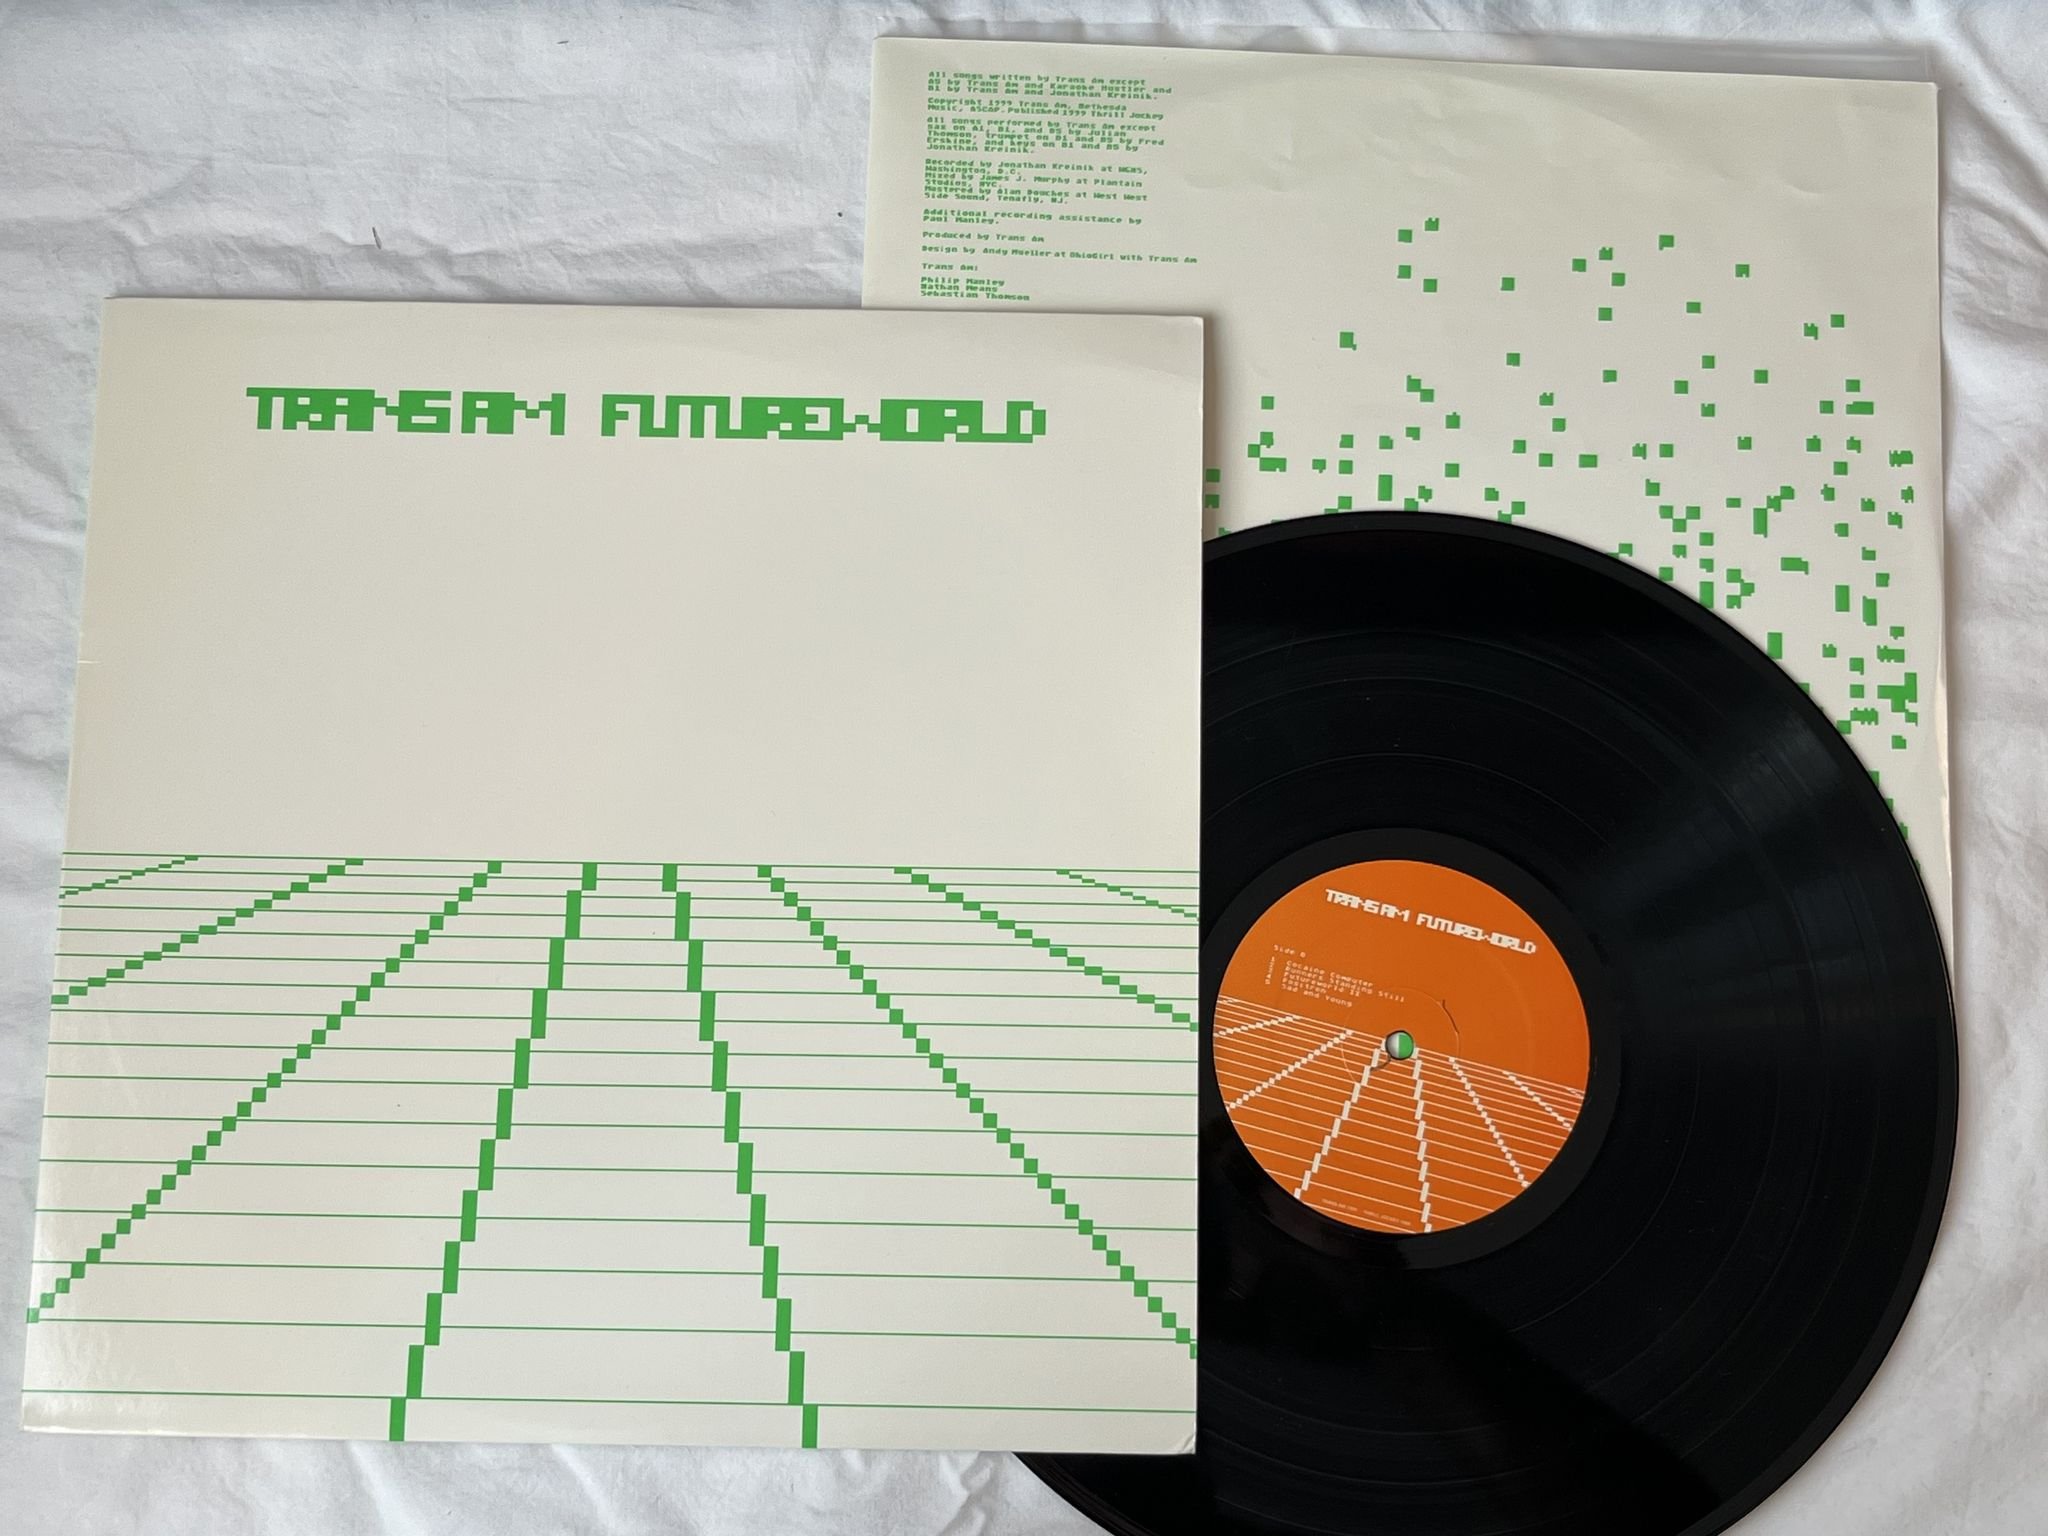 All songs written by Trans Am except
A5 by Trans Am and Karaoke Hustler and
B1 by Trans Am and Jonathan Kreinik.
Copyright 1999 Trans Am, Bethesda
Music, ASCAP. Published 1999 Thrill Jockey
All songs performed by Trans Am except
sax on A1, B1, and B5 by Julian
Thomson, trumpet on B1 and B5 by Fred
Erskine, and keys on B1 and B5 by
Jonathan Kreinik.
Recorded by Jonathan Kreinik at WGNS,
Washington, D.C.
Mixed by James J. Murphy at Plantain
Studios, NYC.
Mastered by Alan Douches at West West
Side Sound, Tenafly, NJ.
Additional recording assistance by
Paul Manley.
Produced by Trans Am
Design by Andy Mueller at OhioGirl with Trans Am
Trans Am:
Philip Manley
Nathan Means
Sebastian Thomson
TRANS AM FUTUREWORLD
TRANS AM FUTUREWORLD
Side
Cocaine Computer
Runners Standing Still
Futureworld II
Positron
Sad and Young